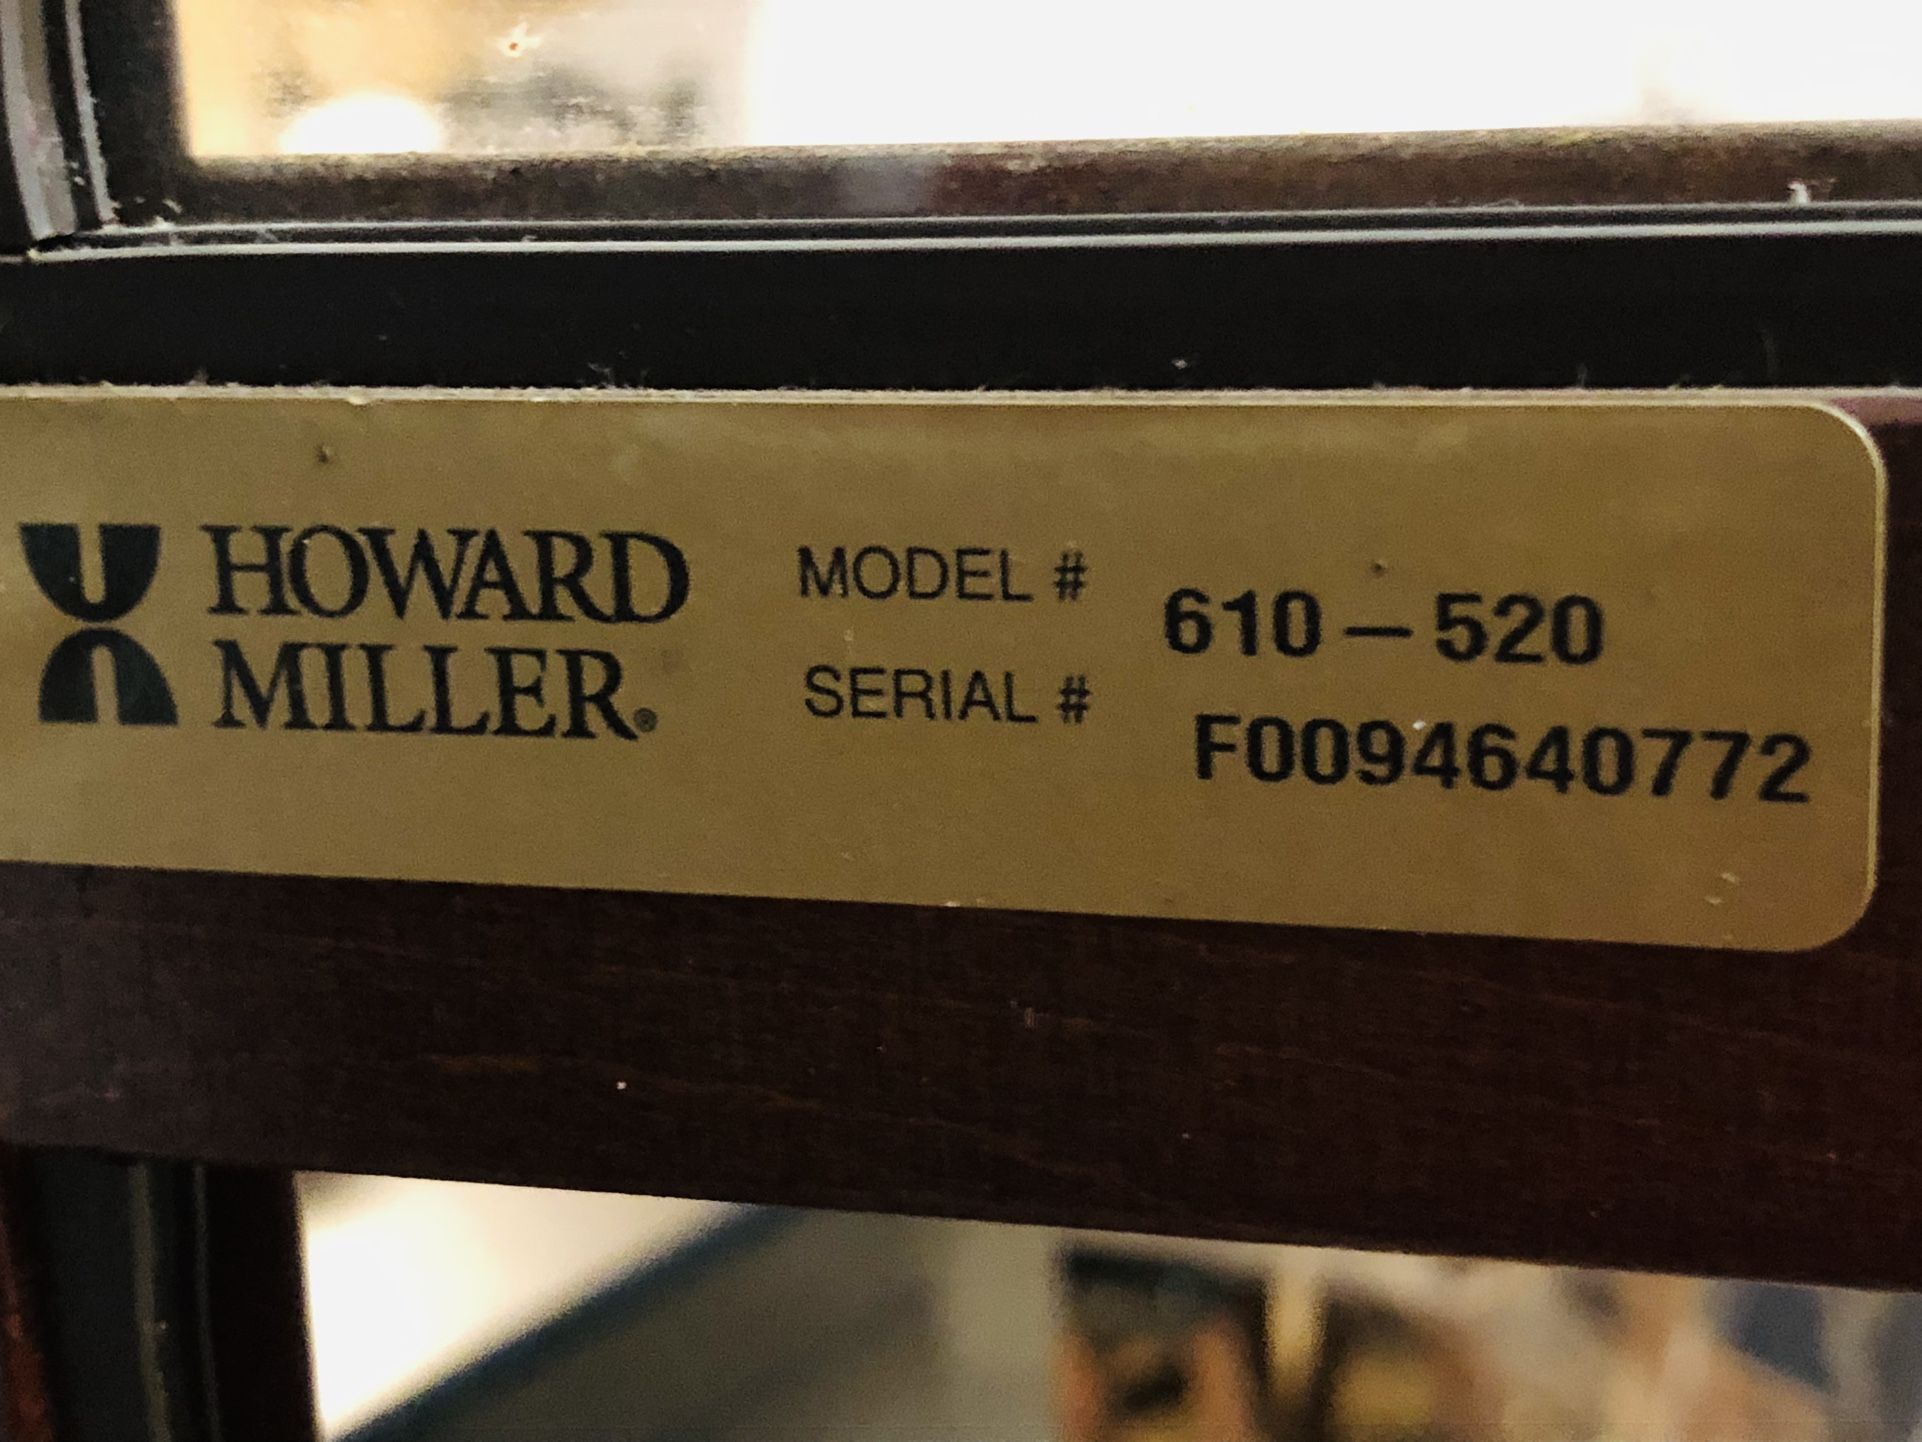 HOWARD
MILLER®
MODEL # 610-520
SERIAL # F0094640772